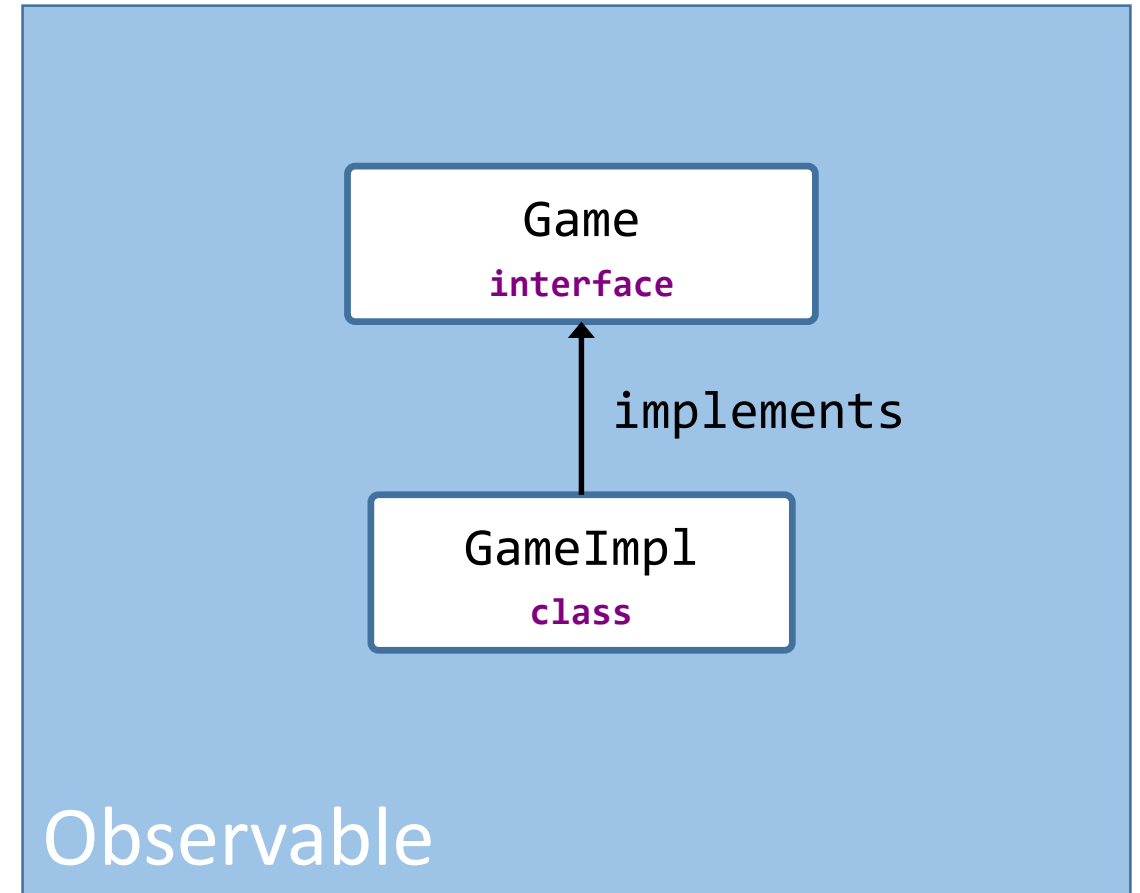 Game
interface
implements
GameImpl
class
Observable